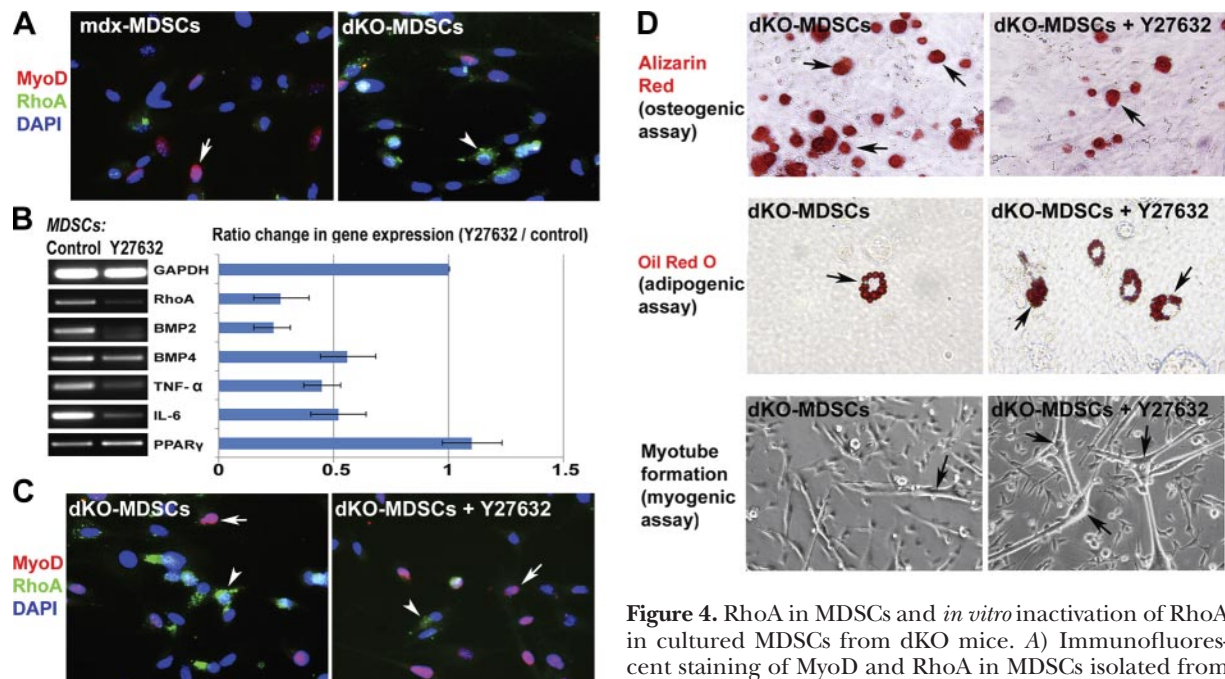 A
mdx-MDSCs
dKO-MDSCs
MyoD
RhoA
DAPI
B
MDSCs:
Control Y27632
Ratio change in gene expression (Y27632 / control)
GAPDH
RhoA
BMP2
BMP4
TNF- α
IL-6
PPARγ
0
0.5
1
1.5
C
dKO-MDSCs
dKO-MDSCs + Y27632
MyoD
RhoA
DAPI
D
dKO-MDSCs
dKO-MDSCs + Y27632
Alizarin
Red
(osteogenic
assay)
dKO-MDSCs
dKO-MDSCs + Y27632
Oil Red O
(adipogenic
assay)
dKO-MDSCs
dKO-MDSCs + Y27632
Myotube
formation
(myogenic
assay)
Figure 4. RhoA in MDSCs and in vitro inactivation of RhoA
in cultured MDSCs from dKO mice. A) Immunofluores-
cent staining of MyoD and RhoA in MDSCs isolated from